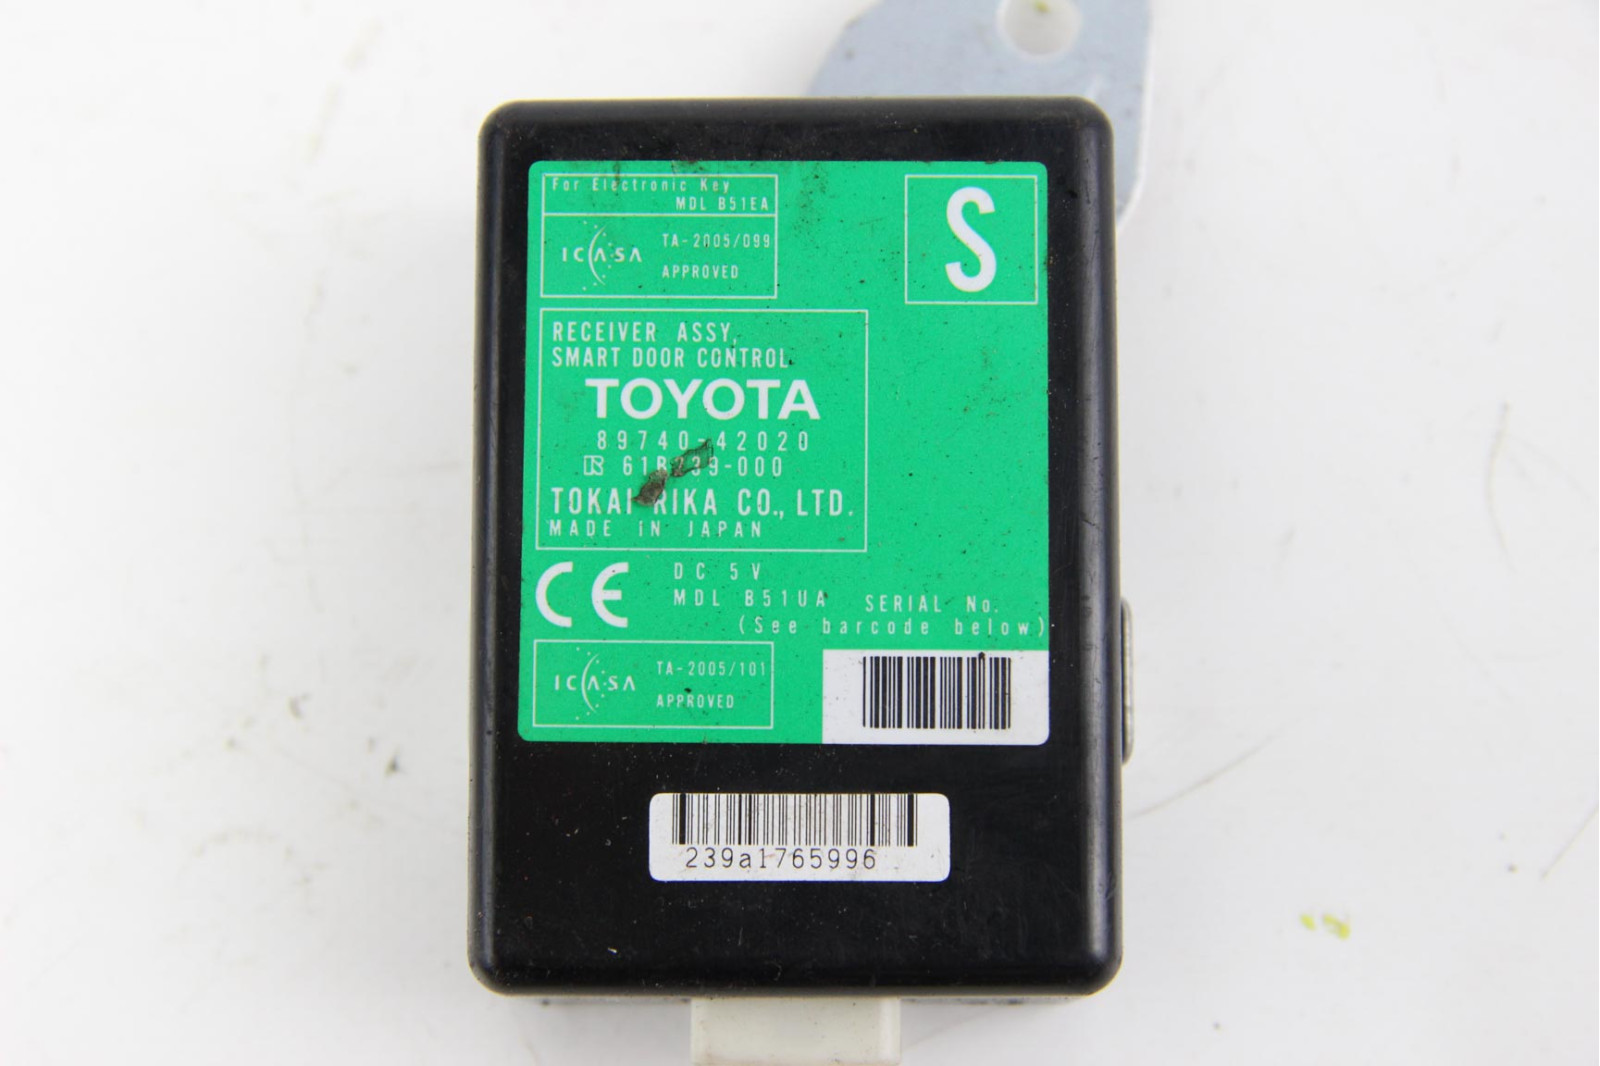 For Electronic Key
MDL B51EA
ICASA
TA-2005/099
APPROVED
S
RECEIVER ASSY,
SMART DOOR CONTROL
TOYOTA
89740-42020
61B239-000
TOKAI RIKA CO., LTD.
MADE IN JAPAN
CE
DC 5V
MDL B51UA
SERIAL No.
(See barcode below)
ICASA
TA-2005/101
APPROVED
239a1765996